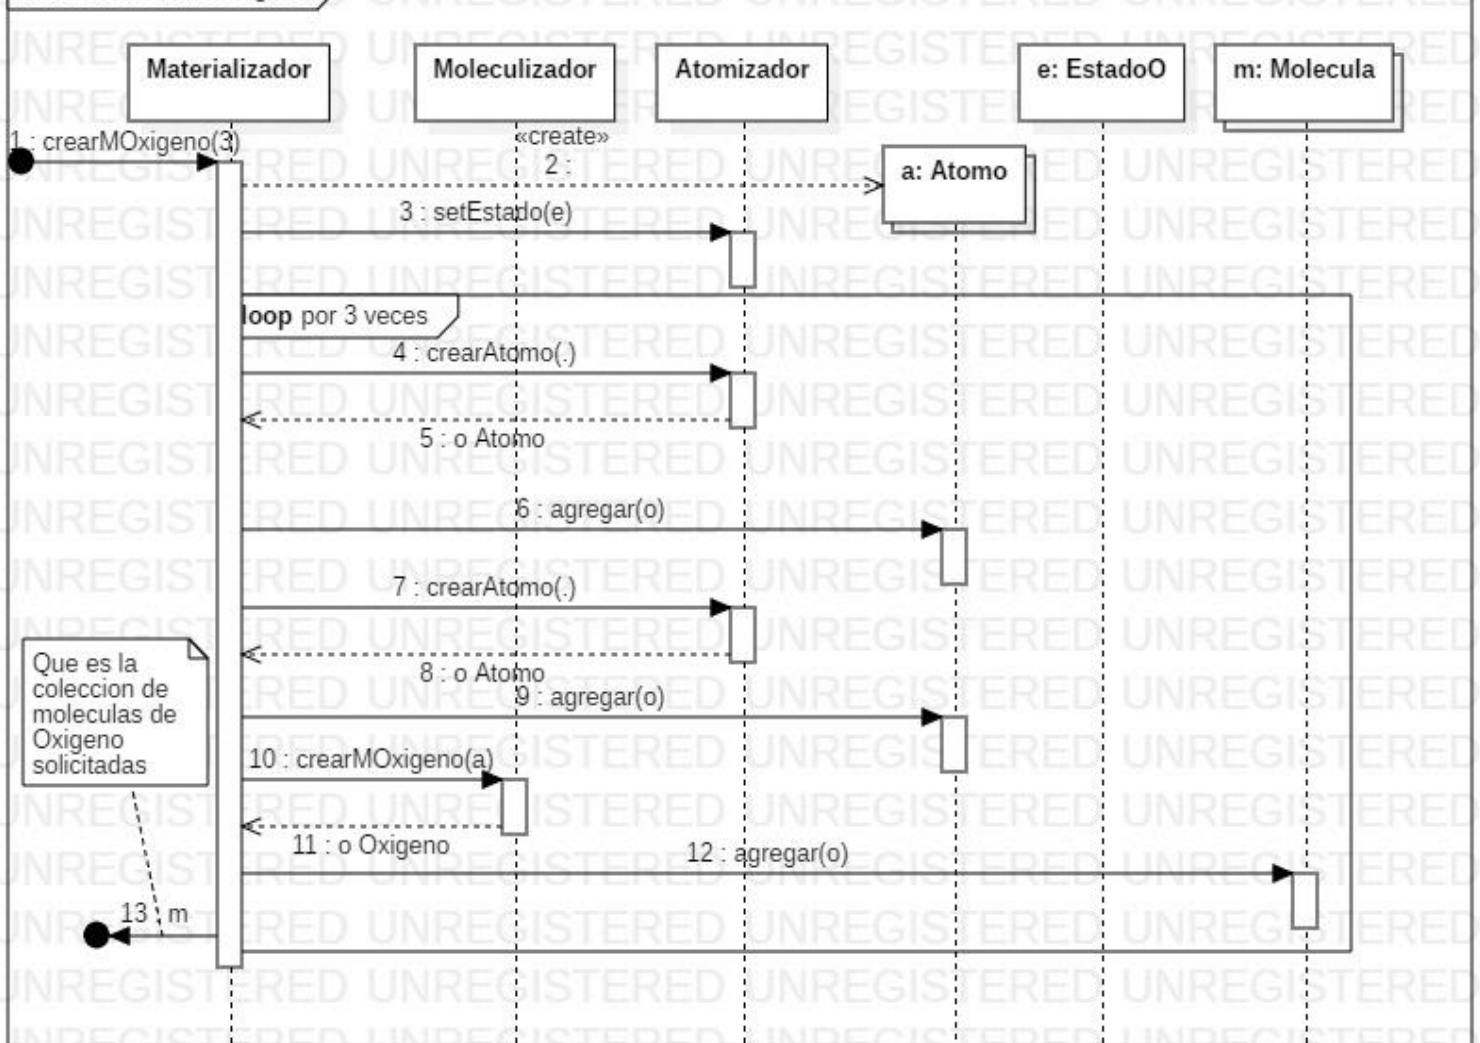 Materializador
Moleculizador
Atomizador
e: EstadoO
m: Molecula
1 : crearMOxigeno(3)
«create»
2 :
a: Atomo
3 : setEstado(e)
loop por 3 veces
4 : crearAtomo(.)
5 : o Atomo
6 : agregar(o)
7 : crearAtomo(.)
8 : o Atomo
9 : agregar(o)
Que es la
coleccion de
moleculas de
Oxigeno
solicitadas
10 : crearMOxigeno(a)
11 : o Oxigeno
12 : agregar(o)
13 m
UNREGISTERED